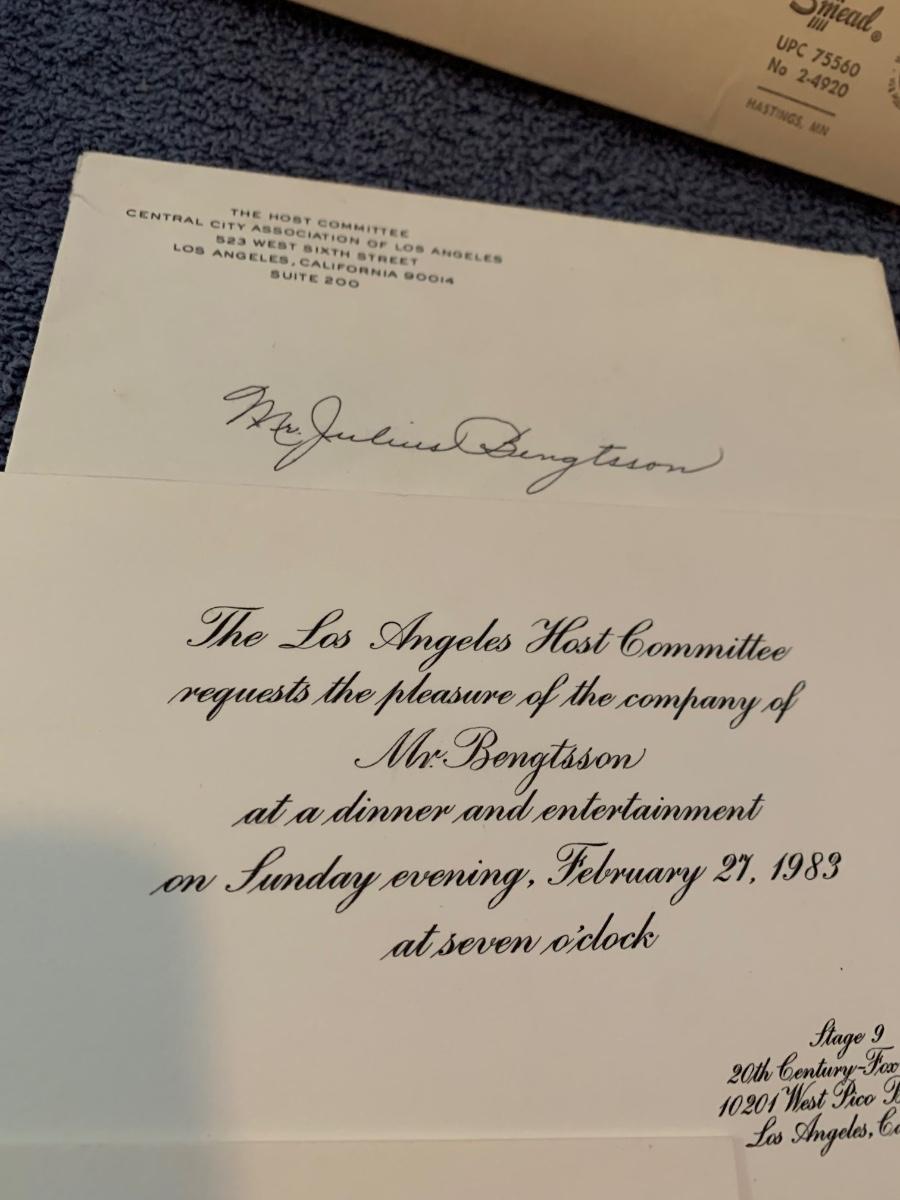 Smead®
UPC 75560
No 2-4920
HASTINGS, MN
THE HOST COMMITTEE
CENTRAL CITY ASSOCIATION OF LOS ANGELES
523 WEST SIXTH STREET
LOS ANGELES, CALIFORNIA 90014
SUITE 200
Mr. Julius Bengtsson
The Los Angeles Host Committee
requests the pleasure of the company of
Mr. Bengtsson
at a dinner and entertainment
on Sunday evening, February 27, 1983
at seven o'clock
Stage 9
20th Century-Fox
10201 West Pico
Los Angeles,